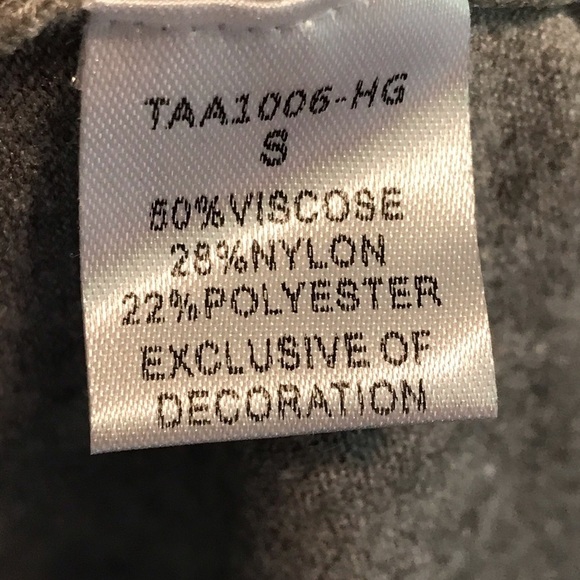 TAA1006-HG
S
50%VISCOSE
28%NYLON
22%POLYESTER
EXCLUSIVE OF
DECORATION